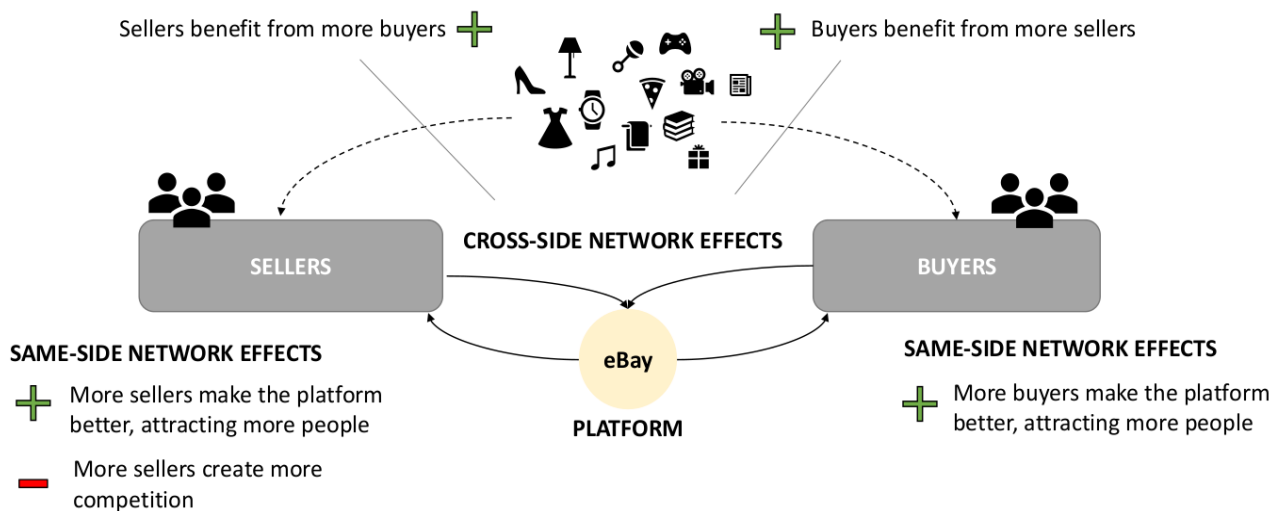 Sellers benefit from more buyers
Buyers benefit from more sellers
CROSS-SIDE NETWORK EFFECTS
SELLERS
BUYERS
eBay
PLATFORM
SAME-SIDE NETWORK EFFECTS
More sellers make the platform
better, attracting more people
More sellers create more
competition
SAME-SIDE NETWORK EFFECTS
More buyers make the platform
better, attracting more people